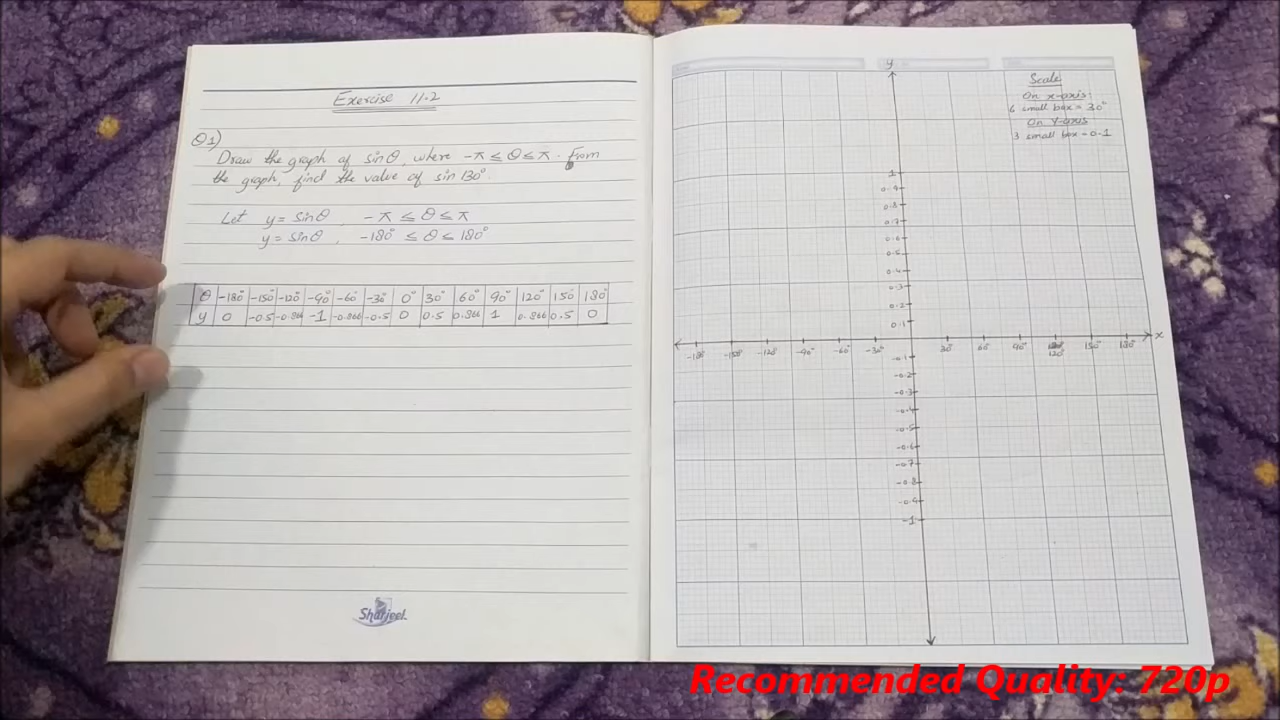 Exercise 11.2
Q1)
Draw the graph of sinθ, where -π ≤ θ ≤ π. From
the graph, find the value of sin 130°.
Let y = sinθ , -π ≤ θ ≤ π
y = sinθ , -180° ≤ θ ≤ 180°
θ -180° -150° -120° -90° -60° -30° 0° 30° 60° 90° 120° 150 180°
y 0 -0.5 -0.866 -1 -0.866 -0.5 0 0.5 0.866 1 0.866 0.5 0
Sharjeel
y
Scale
On x-axis:
6 small box = 30°
On Y-axis
3 small box = 0.1
1
0.9
0.8
0.7
0.6
0.5
0.4
0.3
0.2
0.1
x
-180° -150° -120° -90° -60° -30° 30° 60° 90° 120° 150° 180°
-0.1
-0.2
-0.3
-0.4
-0.5
-0.6
-0.7
-0.8
-0.9
-1
Recommended Quality: 720p